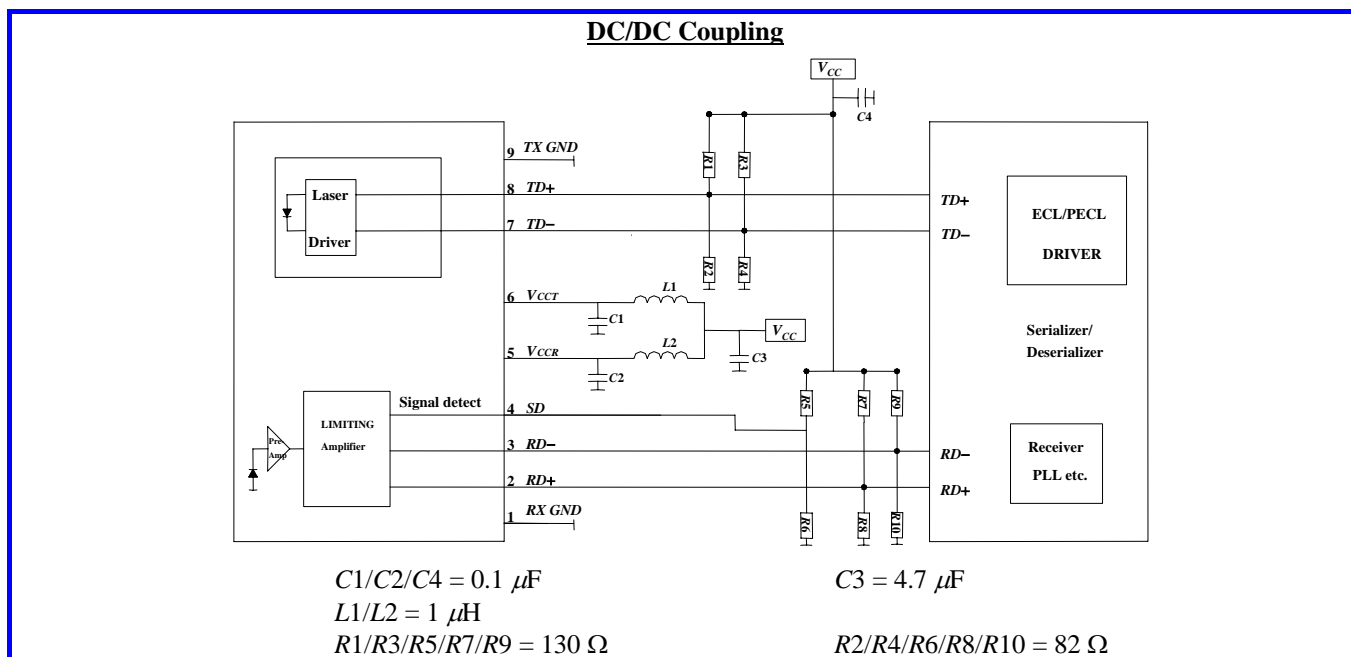 DC/DC Coupling
VCC
C4
9 TX GND
R1
R3
Laser
Driver
8 TD+
TD+
7 TD−
TD−
ECL/PECL
DRIVER
R2
R4
6 VCCT
L1
C1
VCC
5 VCCR
L2
C3
C2
Serializer/
Deserializer
R5
R7
R9
Signal detect
4 SD
LIMITING
Amplifier
Pre-
Amp
3 RD−
RD−
Receiver
PLL etc.
2 RD+
RD+
1 RX GND
R6
R8
R10
C1/C2/C4 = 0.1 μF
C3 = 4.7 μF
L1/L2 = 1 μH
R1/R3/R5/R7/R9 = 130 Ω
R2/R4/R6/R8/R10 = 82 Ω